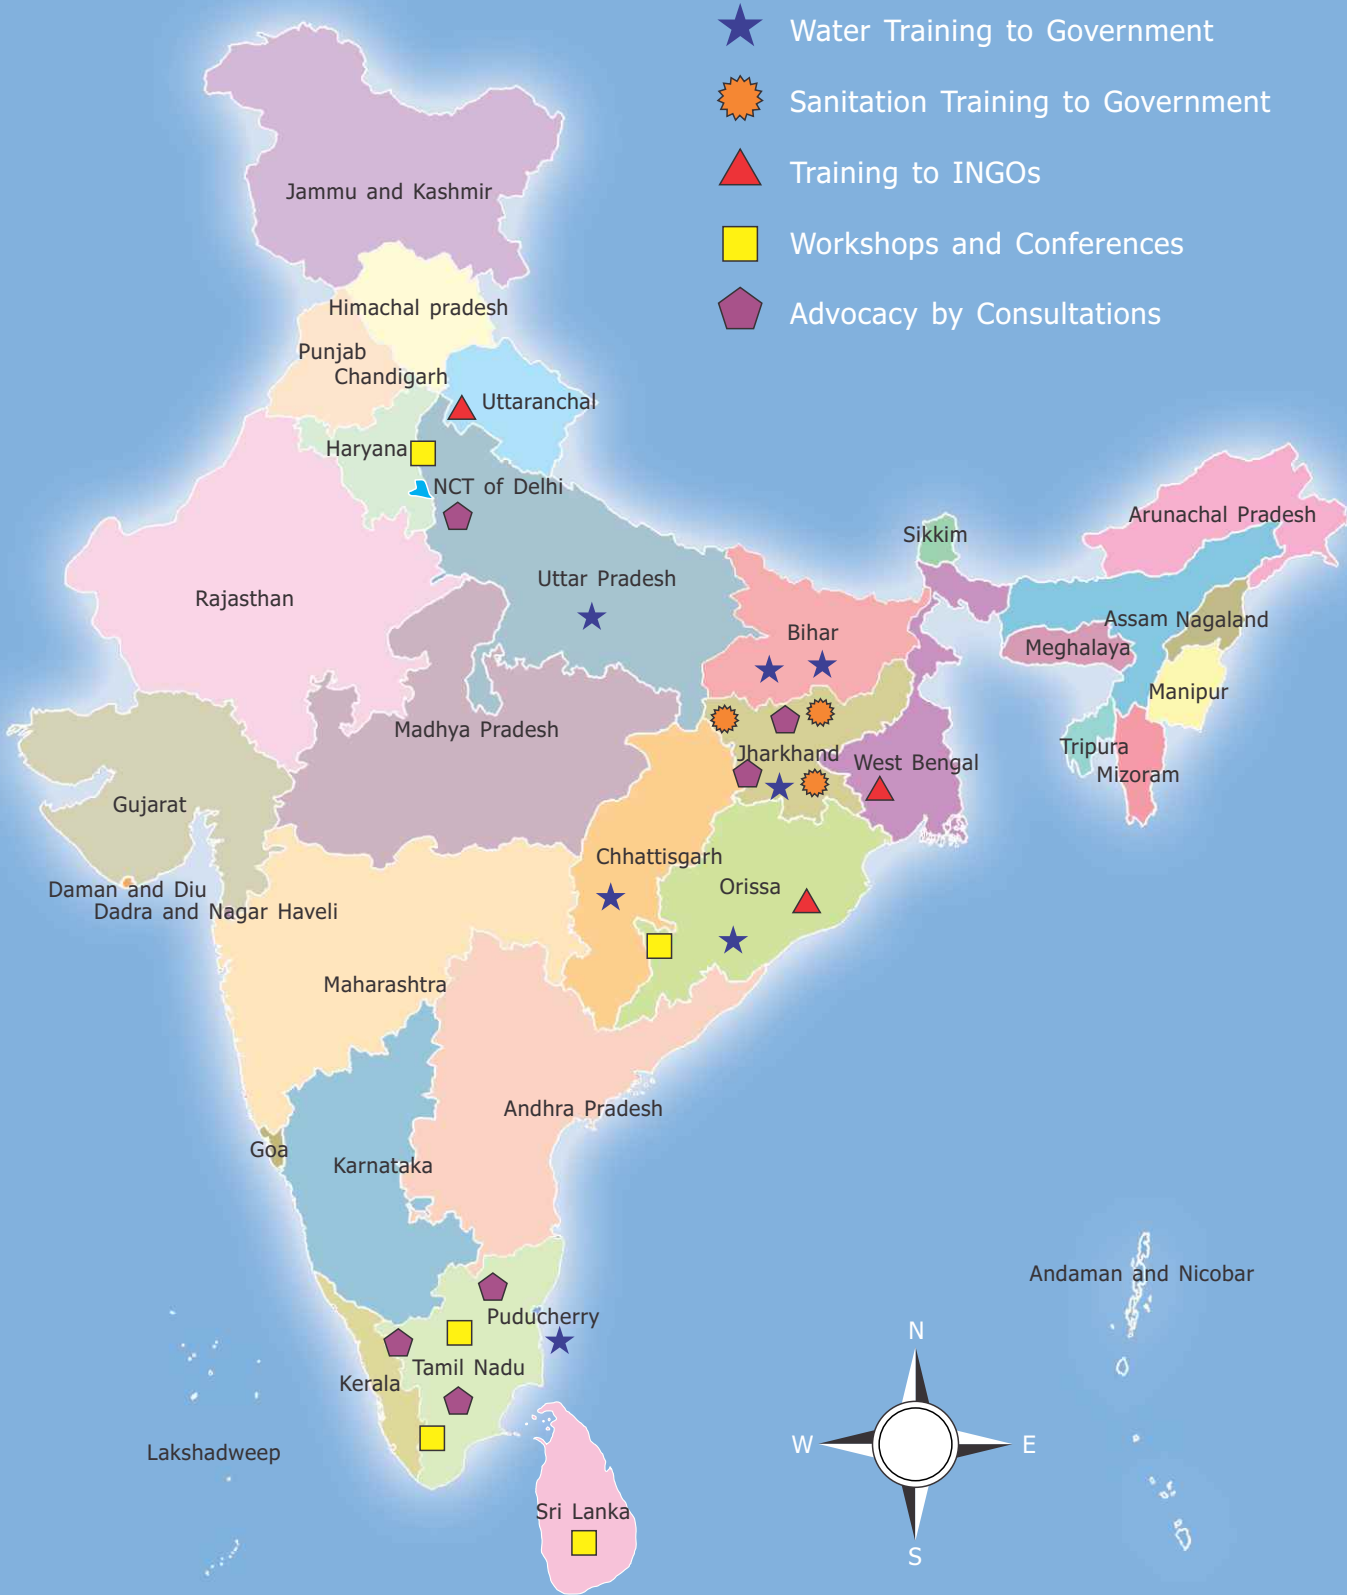 Water Training to Government
Sanitation Training to Government
Training to INGOs
Workshops and Conferences
Advocacy by Consultations
Jammu and Kashmir
Himachal pradesh
Punjab
Chandigarh
Uttaranchal
Haryana
NCT of Delhi
Sikkim
Arunachal Pradesh
Rajasthan
Uttar Pradesh
Bihar
Assam
Nagaland
Meghalaya
Manipur
Madhya Pradesh
Jharkhand
West Bengal
Tripura
Mizoram
Gujarat
Chhattisgarh
Orissa
Daman and Diu
Dadra and Nagar Haveli
Maharashtra
Andhra Pradesh
Goa
Karnataka
Andaman and Nicobar
Puducherry
Tamil Nadu
Kerala
Lakshadweep
Sri Lanka
N
W
E
S